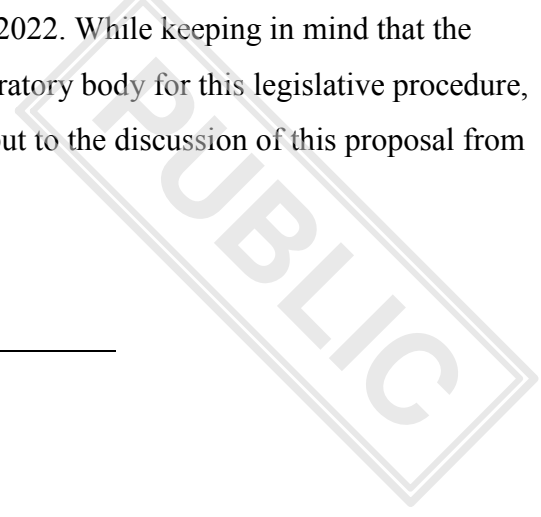 2022. While keeping in mind that the
ratory body for this legislative procedure,
out to the discussion of this proposal from
PUBLIC